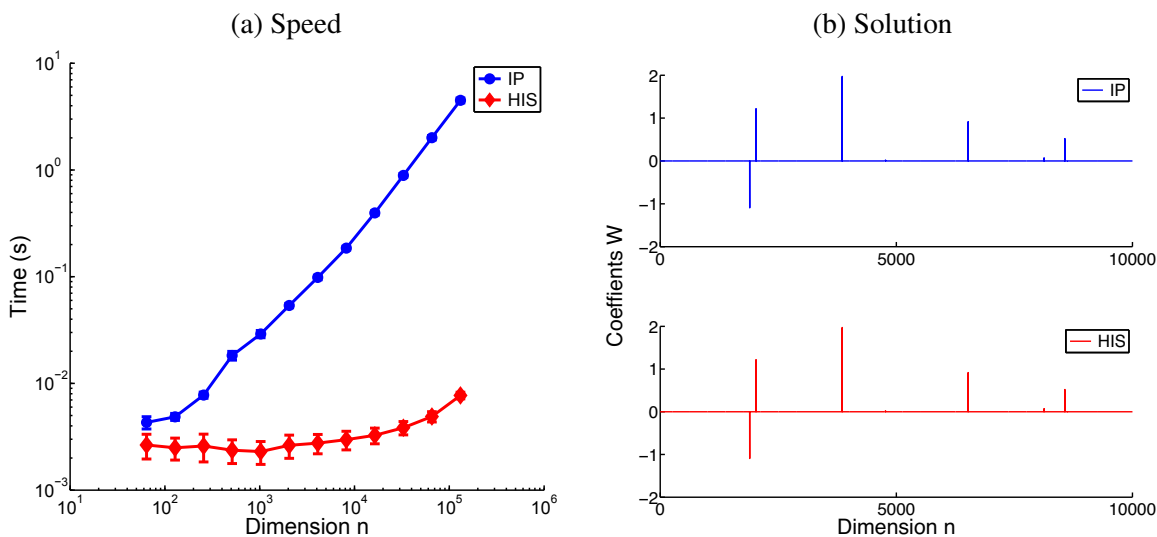 (a) Speed
10^1
10^0
10^-1
10^-2
10^-3
Time (s)
IP
HIS
10^1
10^2
10^3
10^4
10^5
10^6
Dimension n
(b) Solution
Coeffients W
2
1
0
−1
−2
IP
0
5000
10000
2
1
0
−1
−2
HIS
0
5000
10000
Dimension n